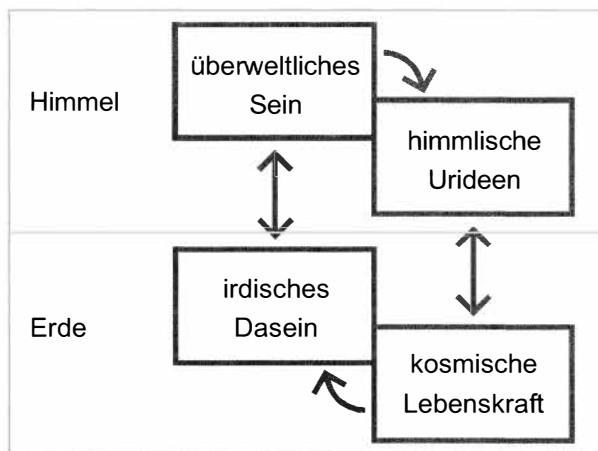 Himmel
überweltliches
Sein
himmlische
Urideen
Erde
irdisches
Dasein
kosmische
Lebenskraft